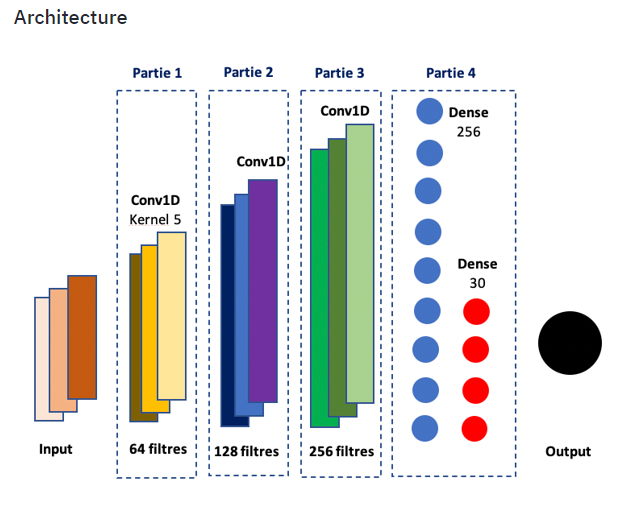 Architecture
Partie 1
Partie 2
Partie 3
Partie 4
Conv1D
Kernel 5
Conv1D
Conv1D
Dense
256
Dense
30
Input
64 filtres
128 filtres
256 filtres
Output